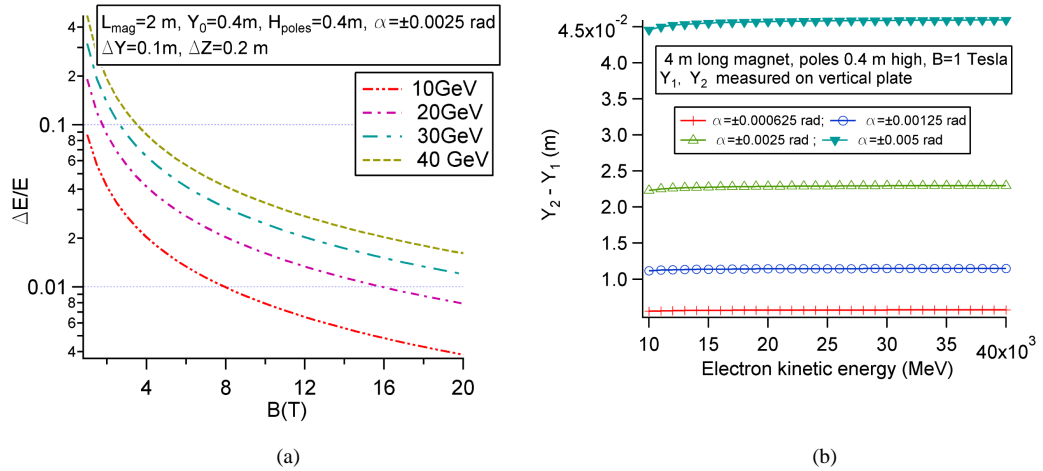 L_mag=2 m, Y_0=0.4m, H_poles=0.4m, α=±0.0025 rad
ΔY=0.1m, ΔZ=0.2 m
10GeV
20GeV
30GeV
40 GeV
4
2
0.1
8
6
4
2
0.01
8
6
4
ΔE/E
4
8
12
16
20
B(T)
(a)
4.5x10^-2
4.0
3.5
3.0
2.5
2.0
1.5
1.0
Y_2 - Y_1 (m)
4 m long magnet, poles 0.4 m high, B=1 Tesla
Y_1, Y_2 measured on vertical plate
α=±0.000625 rad; α=±0.00125 rad
α=±0.0025 rad ; α=±0.005 rad
10
15
20
25
30
35
40x10^3
Electron kinetic energy (MeV)
(b)